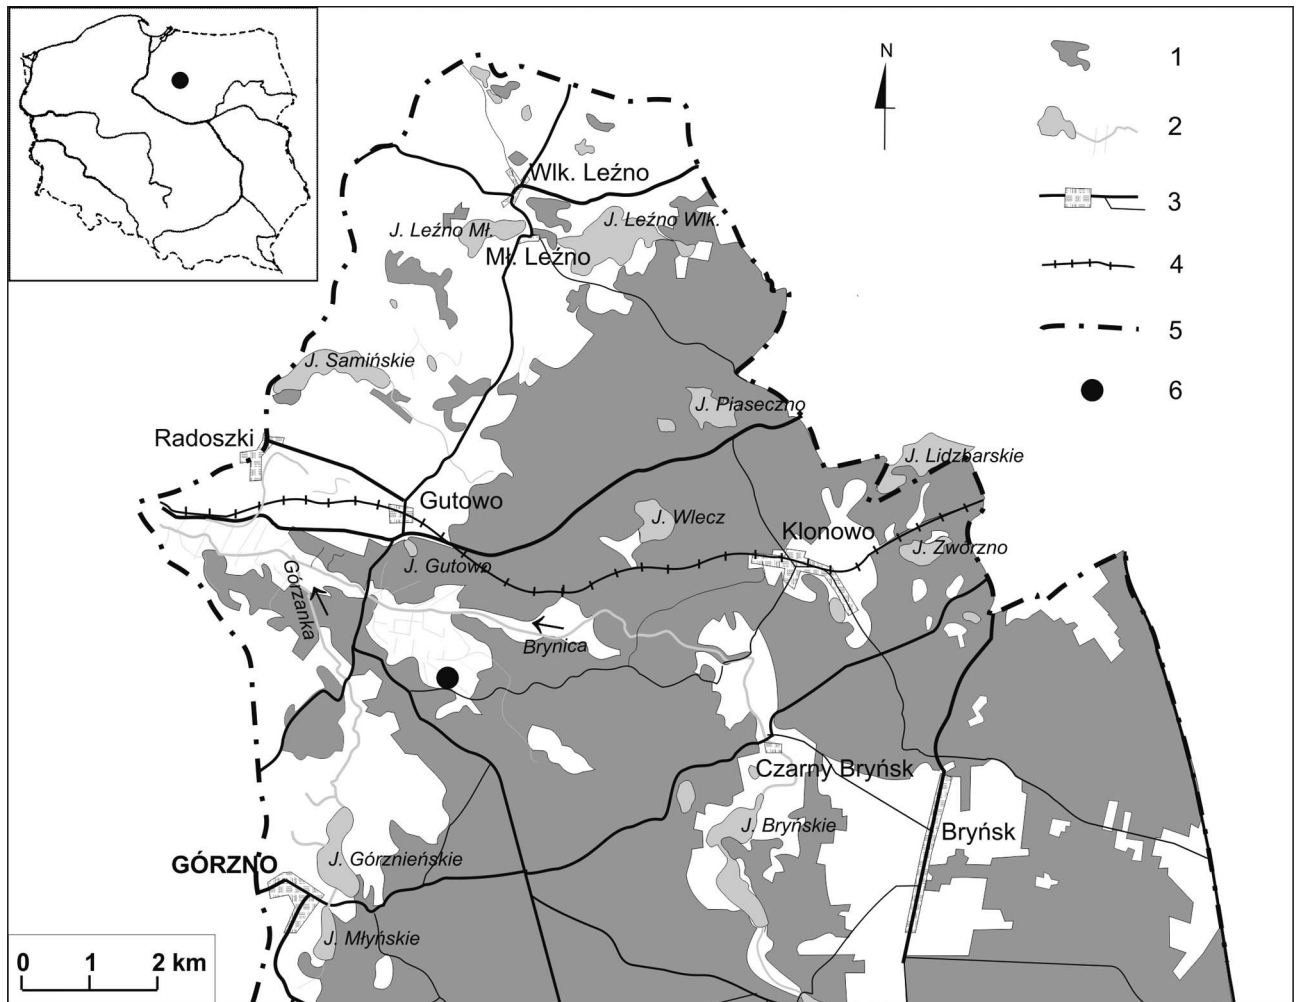 N
1
2
3
4
5
6
Wlk. Leźno
J. Leźno Mł.
J. Leźno Wlk.
Mł. Leźno
J. Samińskie
J. Piaseczno
Radoszki
J. Lidzbarskie
Gutowo
J. Wlecz
Klonowo
J. Zwórzno
J. Gutowo
Górzanka
Brynica
Czarny Bryńsk
J. Bryńskie
Bryńsk
GÓRZNO
J. Górznieńskie
J. Młyńskie
0 1 2 km